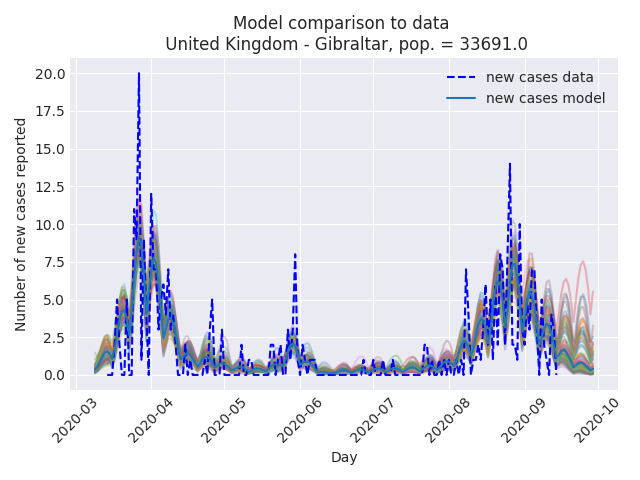 Model comparison to data
United Kingdom - Gibraltar, pop. = 33691.0
new cases data
new cases model
Number of new cases reported
20.0
17.5
15.0
12.5
10.0
7.5
5.0
2.5
0.0
2020-03
2020-04
2020-05
2020-06
2020-07
2020-08
2020-09
2020-10
Day